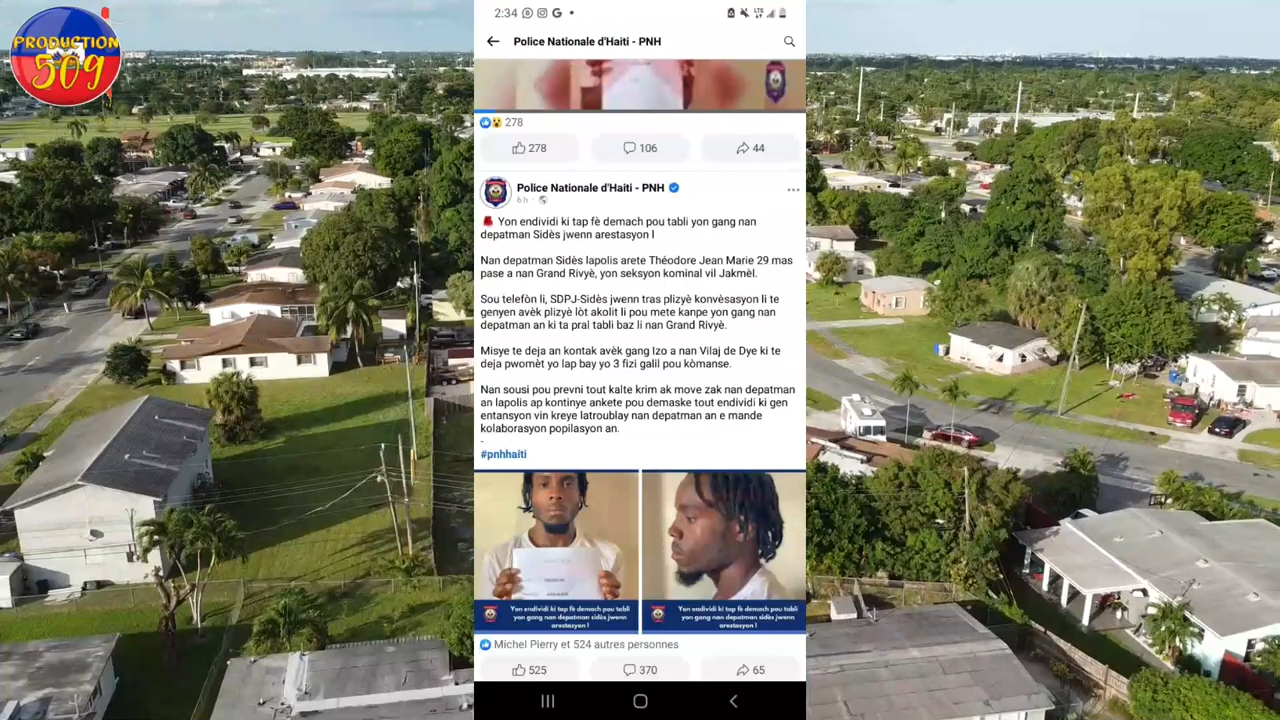 PRODUCTION
509
2:34
LTE
Police Nationale d'Haiti - PNH
278
278
106
44
Police Nationale d'Haiti - PNH
6 h
Yon endividi ki tap fè demach pou tabli yon gang nan
depatman Sidès jwenn arestasyon !
Nan depatman Sidès lapolis arete Théodore Jean Marie 29 mas
pase a nan Grand Rivyè, yon seksyon kominal vil Jakmèl.
Sou telefòn li, SDPJ-Sidès jwenn tras plizyè konvèsasyon li te
genyen avèk plizyè lòt akolit li pou mete kanpe yon gang nan
depatman an ki ta pral tabli baz li nan Grand Rivyè.
Misye te deja an kontak avèk gang Izo a nan Vilaj de Dye ki te
deja pwomèt yo lap bay yo 3 fizi galil pou kòmanse.
Nan sousi pou prevni tout kalte krim ak move zak nan depatman
an lapolis ap kontinye ankete pou demaske tout endividi ki gen
entansyon vin kreye latroublay nan depatman an e mande
kolaborasyon popilasyon an.
-
#pnhhaiti
Yon endividi ki tap fè demach pou tabli
yon gang nan depatman sidès jwenn
arestasyon !
Yon endividi ki tap fè demach pou tabli
yon gang nan depatman sidès jwenn
arestasyon !
Michel Pierry et 524 autres personnes
525
370
65